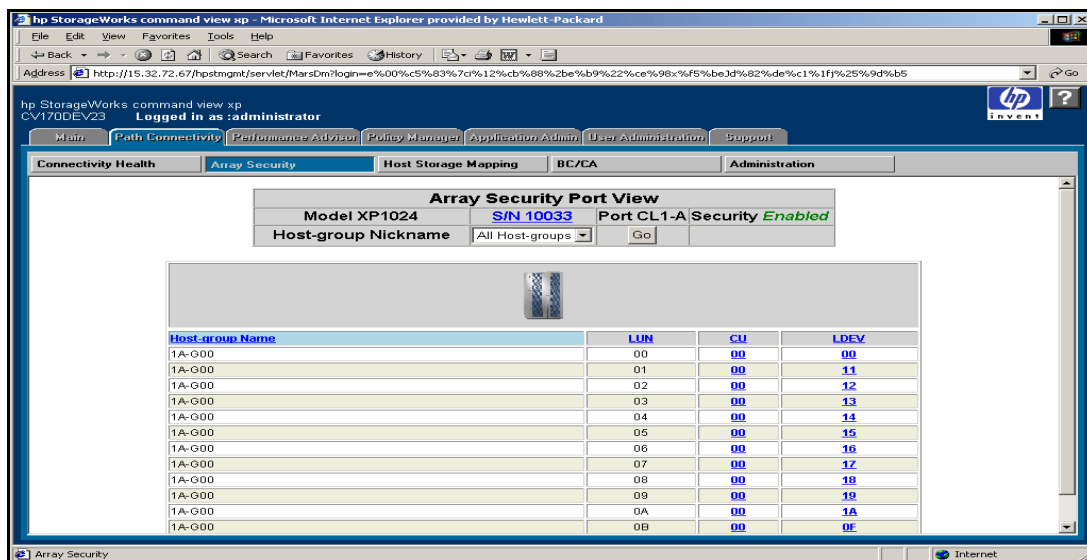 hp StorageWorks command view xp - Microsoft Internet Explorer provided by Hewlett-Packard
File Edit View Favorites Tools Help
Back Search Favorites History
Address http://15.32.72.67/hpstmgmt/servlet/MarsDm?login=e%00%c5%83%7ci%12%cb%88%2be%b9%22%ce%98x%f5%beJd%82%de%c1%1fj%25%9d%b5 Go
hp StorageWorks command view xp
CV170DEV23 Logged in as :administrator
hp
invent
?
Main Path Connectivity Performance Advisor Policy Manager Application Admin User Administration Support
Connectivity Health Array Security Host Storage Mapping BC/CA Administration
Array Security Port View
Model XP1024 S/N 10033 Port CL1-A Security Enabled
Host-group Nickname All Host-groups Go
Host-group Name LUN CU LDEV
1A-G00 00 00 00
1A-G00 01 00 11
1A-G00 02 00 12
1A-G00 03 00 13
1A-G00 04 00 14
1A-G00 05 00 15
1A-G00 06 00 16
1A-G00 07 00 17
1A-G00 08 00 18
1A-G00 09 00 19
1A-G00 0A 00 1A
1A-G00 0B 00 0F
Array Security Internet